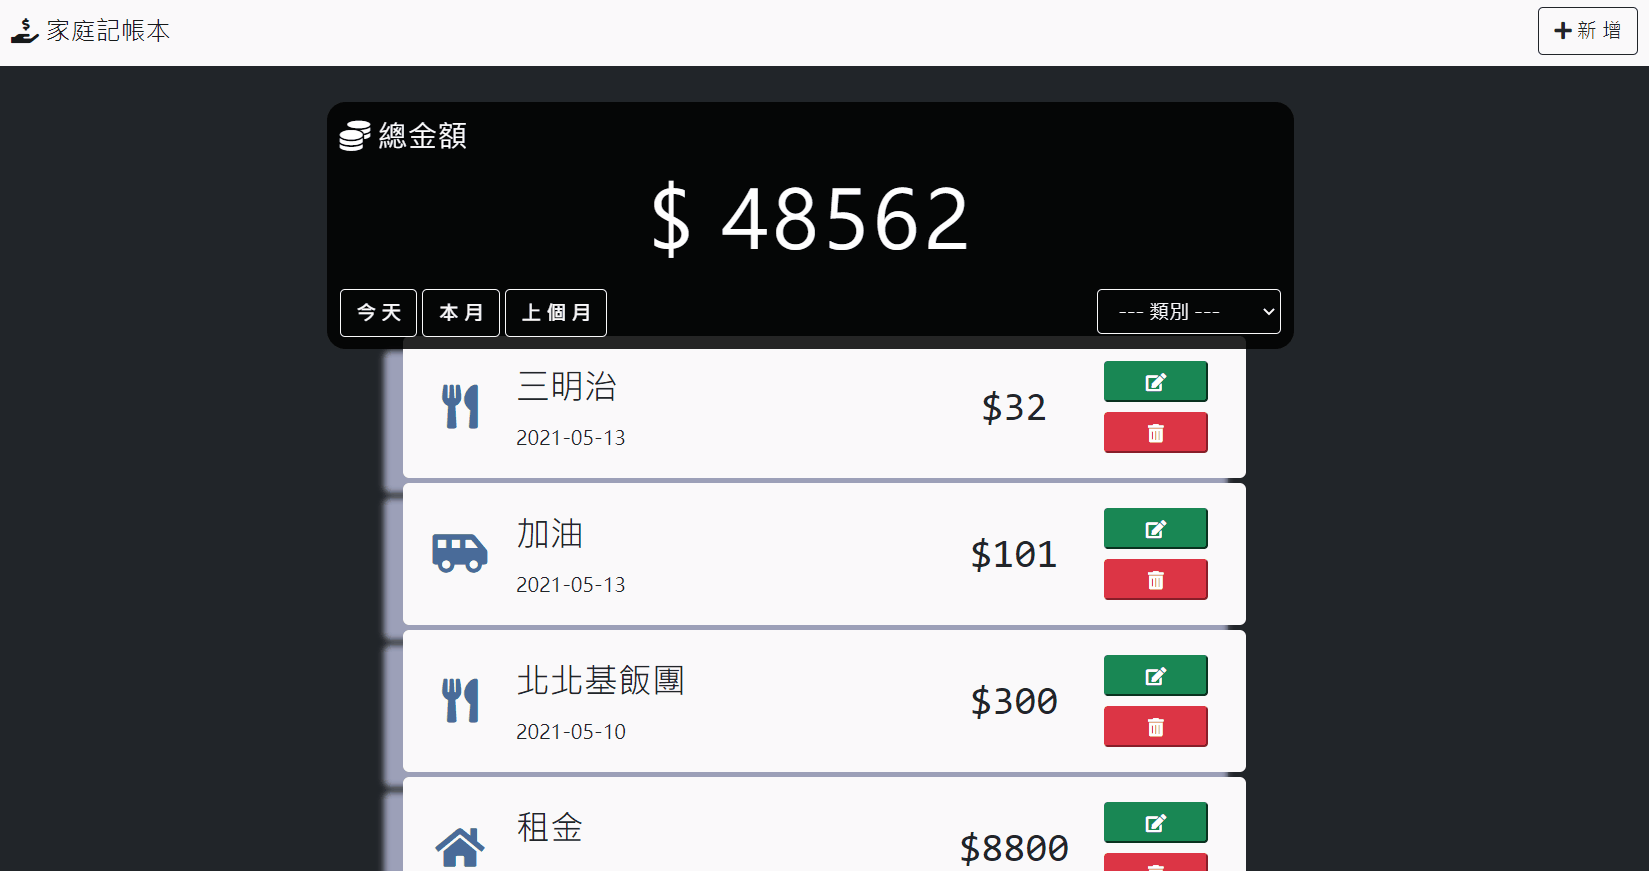 家庭記帳本
新 增
總金額
$ 48562
今 天 本 月 上 個 月 --- 類別 ---
三明治
$32
2021-05-13
加油
$101
2021-05-13
北北基飯團
$300
2021-05-10
租金
$8800